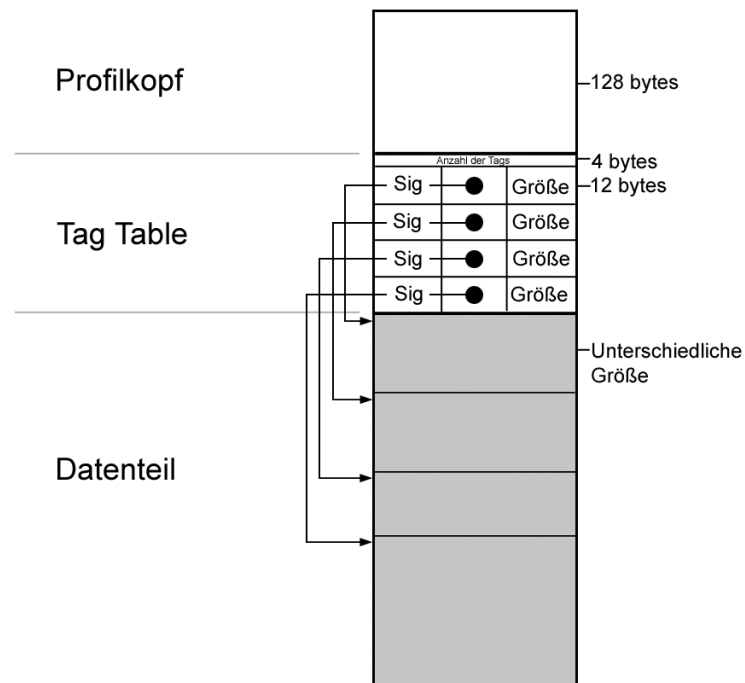 Profilkopf
128 bytes
Anzahl der Tags
4 bytes
Sig Größe
12 bytes
Tag Table
Sig Größe
Sig Größe
Sig Größe
Unterschiedliche
Größe
Datenteil